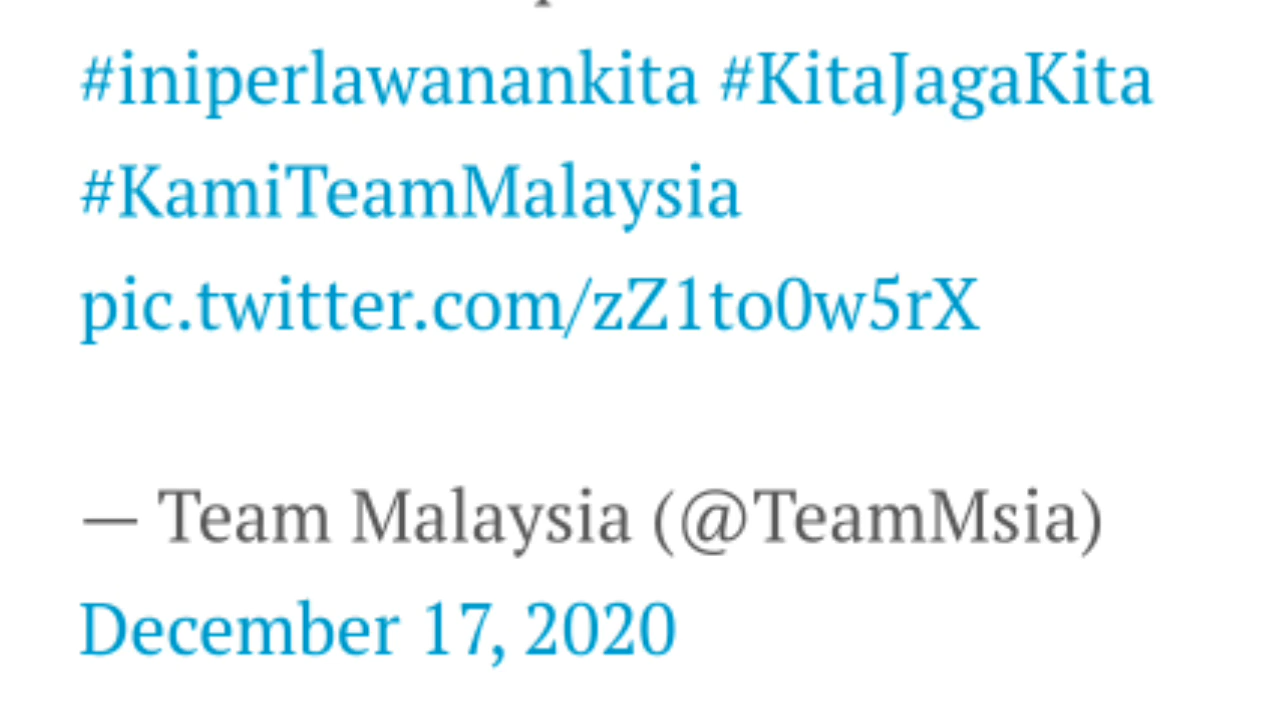 #iniperlawanankita #KitaJagaKita
#KamiTeamMalaysia
pic.twitter.com/zZ1to0w5rX
— Team Malaysia (@TeamMsia)
December 17, 2020